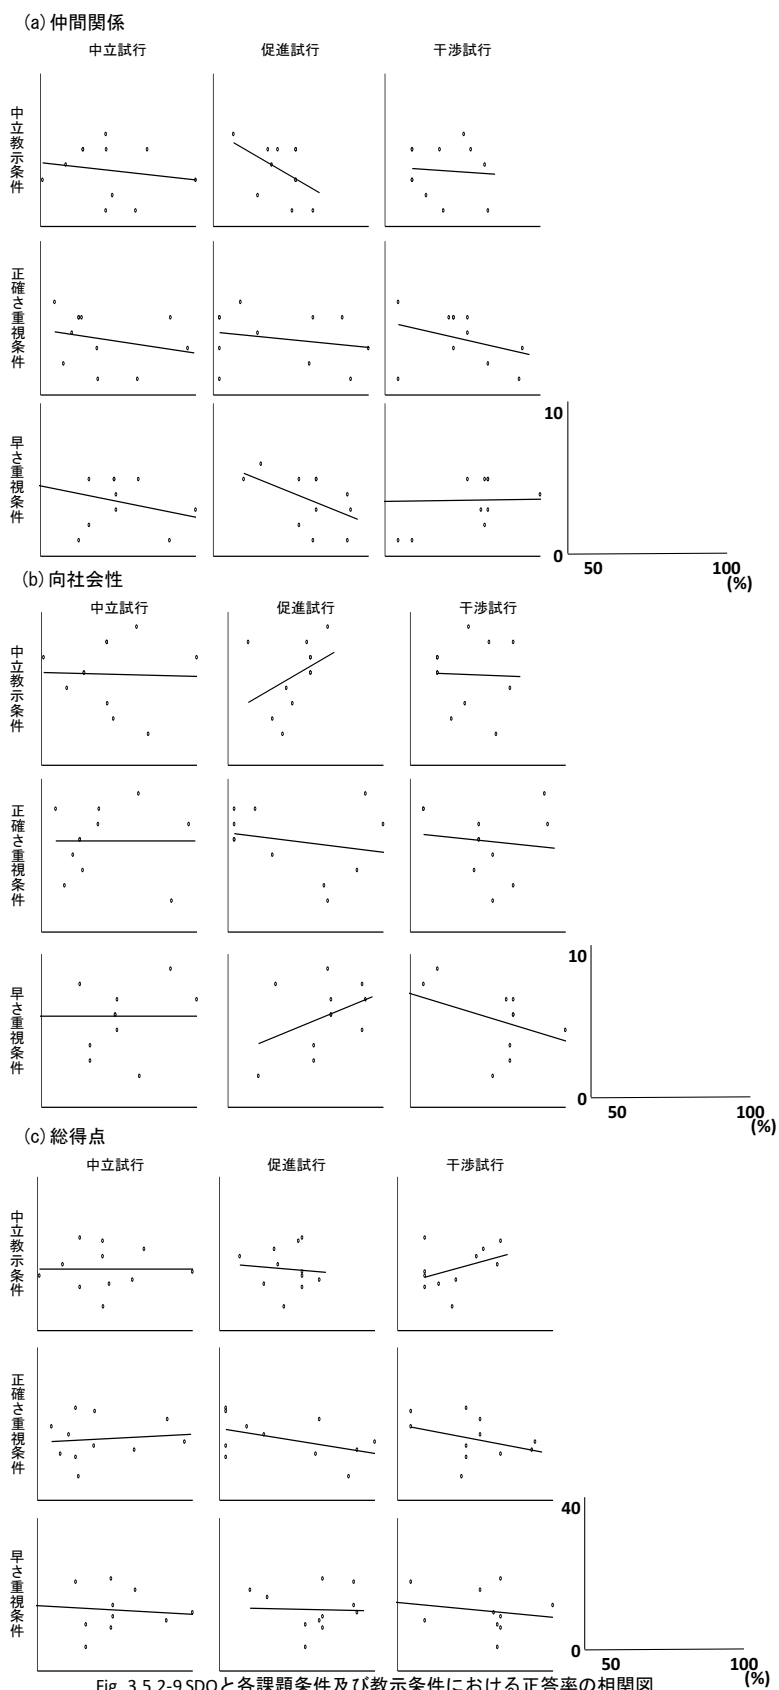 (a) 仲間関係
中立試行 促進試行 干渉試行
中立教示条件
正確さ重視条件
早さ重視条件
10
0
50 100
(%)
(b) 向社会性
中立試行 促進試行 干渉試行
中立教示条件
正確さ重視条件
早さ重視条件
10
0
50 100
(%)
(c) 総得点
中立試行 促進試行 干渉試行
中立教示条件
正確さ重視条件
早さ重視条件
40
0
50 100
(%)
Fig. 3.5.2-9 SDQと各課題条件及び教示条件における正答率の相関図